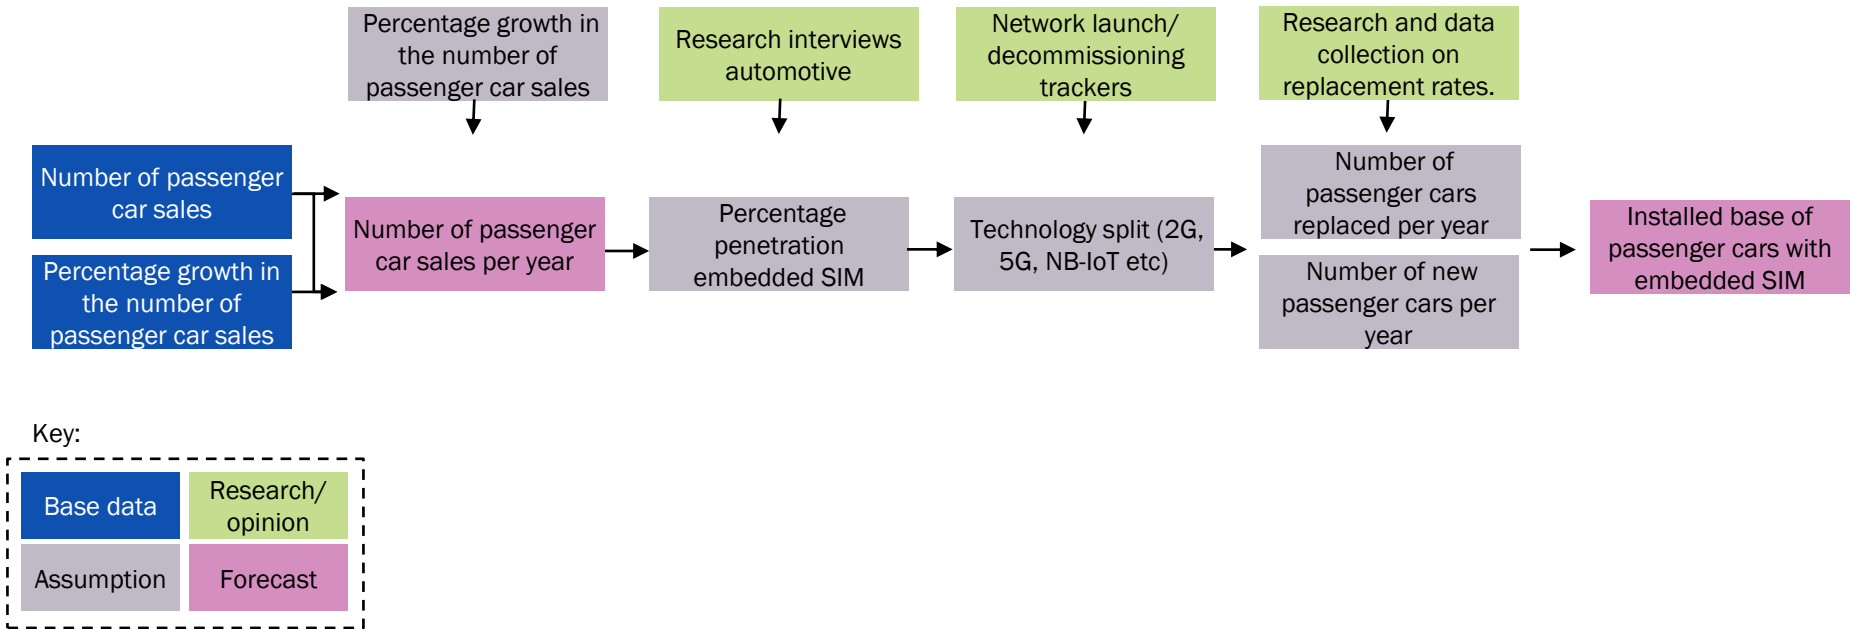 Percentage growth in
the number of
passenger car sales
Research interviews
automotive
Network launch/
decommissioning
trackers
Research and data
collection on
replacement rates.
Number of passenger
car sales
Percentage growth in
the number of
passenger car sales
Number of passenger
car sales per year
Percentage
penetration
embedded SIM
Technology split (2G,
5G, NB-IoT etc)
Number of
passenger cars
replaced per year
Number of new
passenger cars per
year
Installed base of
passenger cars with
embedded SIM
Key:
Base data
Research/
opinion
Assumption
Forecast